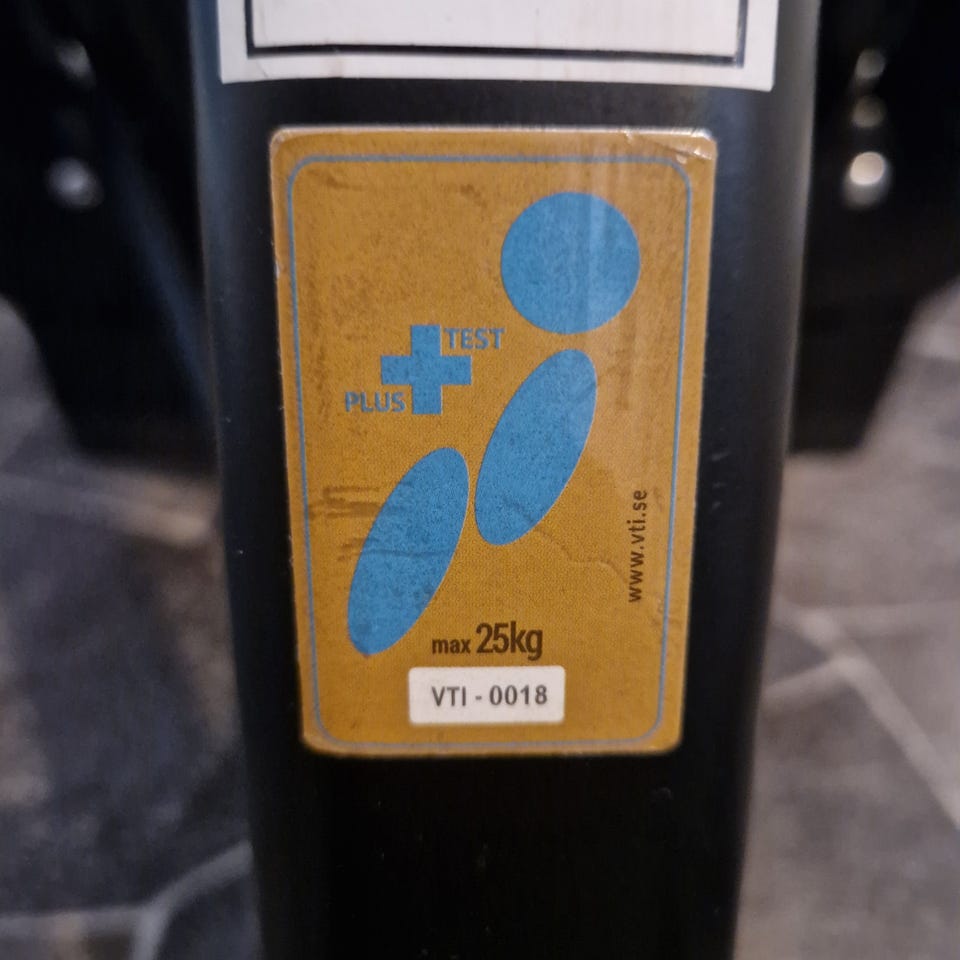 TEST
PLUS
www.vti.se
max 25kg
VTI - 0018